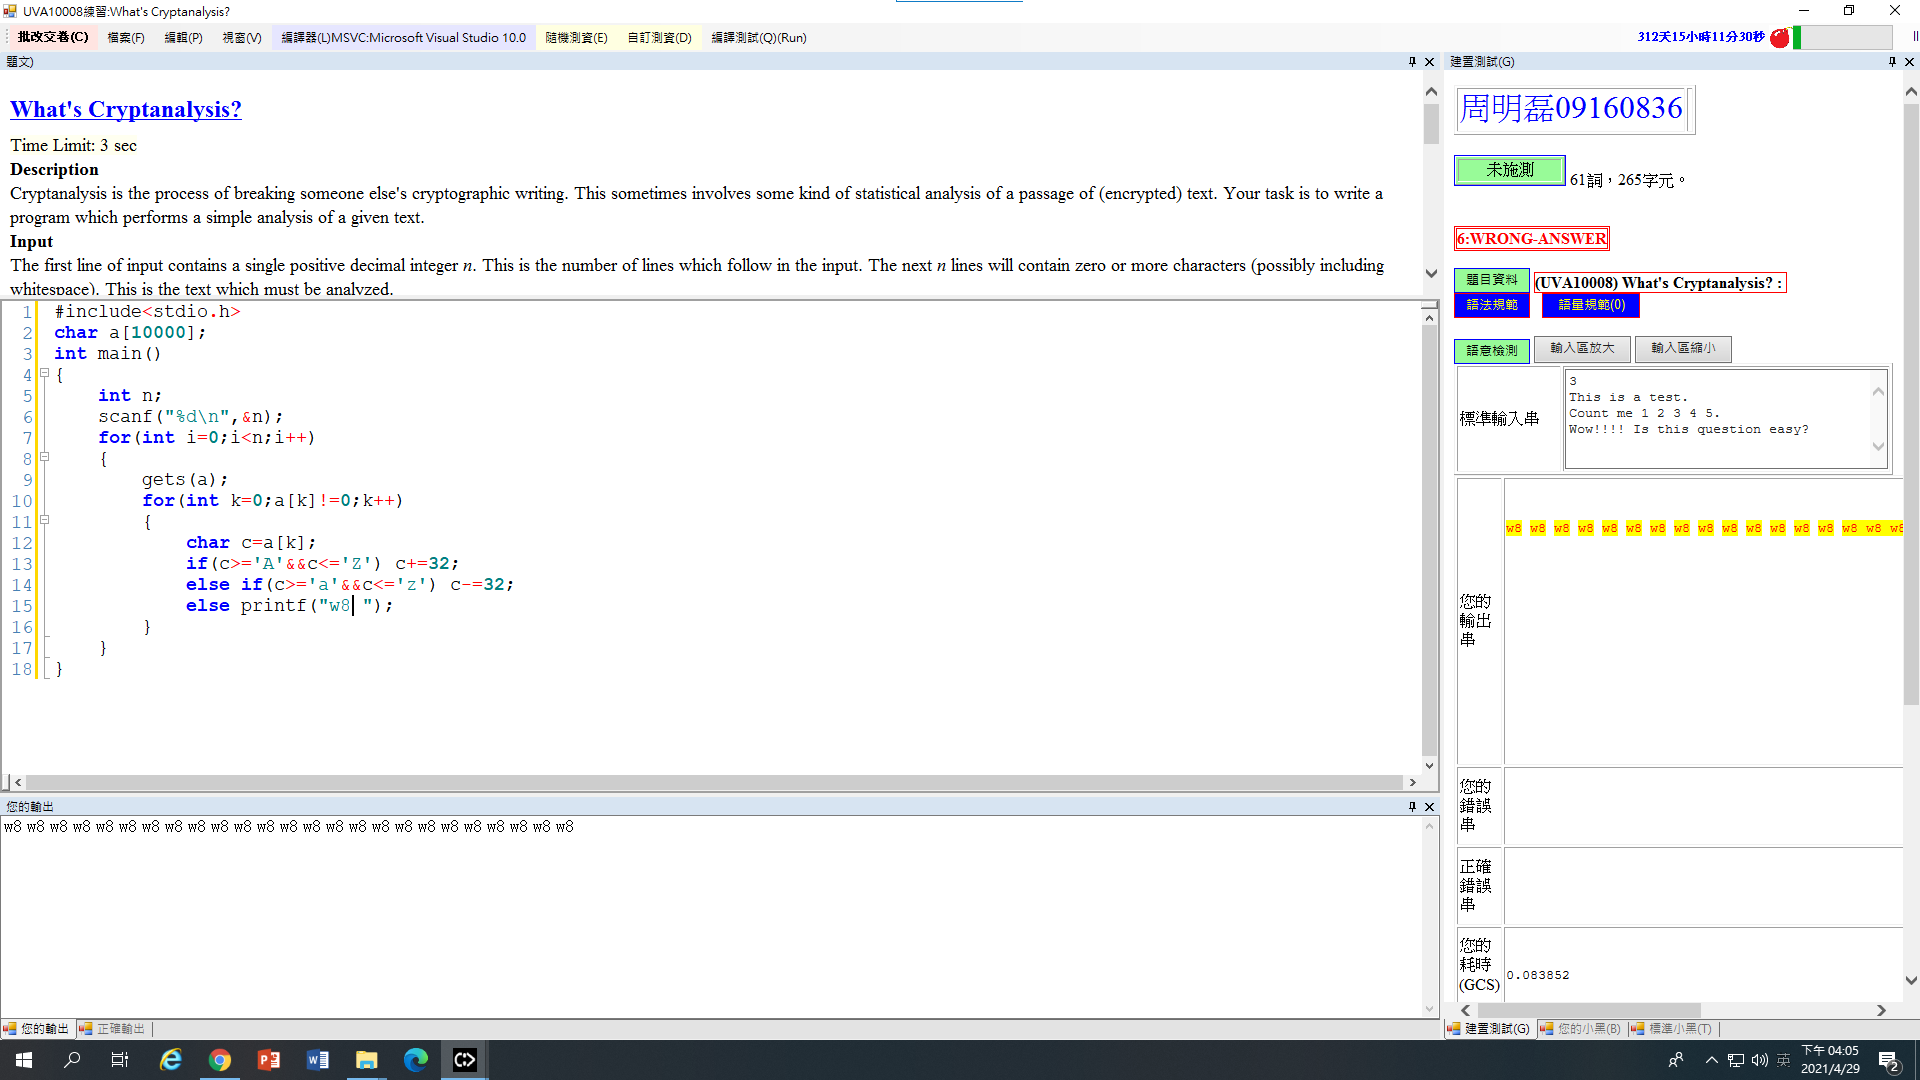 UVA10008練習:What's Cryptanalysis?
批改交卷(C) 檔案(F) 編輯(P) 視窗(V) 編譯器(L)MSVC:Microsoft Visual Studio 10.0 隨機測資(E) 自訂測資(D) 編譯測試(Q)(Run) 312天15小時11分30秒
題文)
What's Cryptanalysis?
Time Limit: 3 sec
Description
Cryptanalysis is the process of breaking someone else's cryptographic writing. This sometimes involves some kind of statistical analysis of a passage of (encrypted) text. Your task is to write a
program which performs a simple analysis of a given text.
Input
The first line of input contains a single positive decimal integer n. This is the number of lines which follow in the input. The next n lines will contain zero or more characters (possibly including
whitespace). This is the text which must be analyzed.
1 #include<stdio.h>
2 char a[10000];
3 int main()
4 {
5 int n;
6 scanf("%d\n",&n);
7 for(int i=0;i<n;i++)
8 {
9 gets(a);
10 for(int k=0;a[k]!=0;k++)
11 {
12 char c=a[k];
13 if(c>='A'&&c<='Z') c+=32;
14 else if(c>='a'&&c<='z') c-=32;
15 else printf("w8 ");
16 }
17 }
18 }
您的輸出
w8 w8 w8 w8 w8 w8 w8 w8 w8 w8 w8 w8 w8 w8 w8 w8 w8 w8 w8 w8 w8 w8 w8 w8 w8
您的輸出 正確輸出
建置測試(G)
周明磊09160836
未施測 61詞，265字元。
6:WRONG-ANSWER
題目資料 (UVA10008) What's Cryptanalysis? :
語法規範 語量規範(0)
語意檢測 輸入區放大 輸入區縮小
標準輸入串
3
This is a test.
Count me 1 2 3 4 5.
Wow!!!! Is this question easy?
您的輸出串
w8 w8 w8 w8 w8 w8 w8 w8 w8 w8 w8 w8 w8 w8 w8 w8 w8
您的錯誤串
正確錯誤串
您的耗時(GCS)
0.083852
建置測試(G) 您的小黑(B) 標準小黑(T)
英
下午 04:05
2021/4/29
2